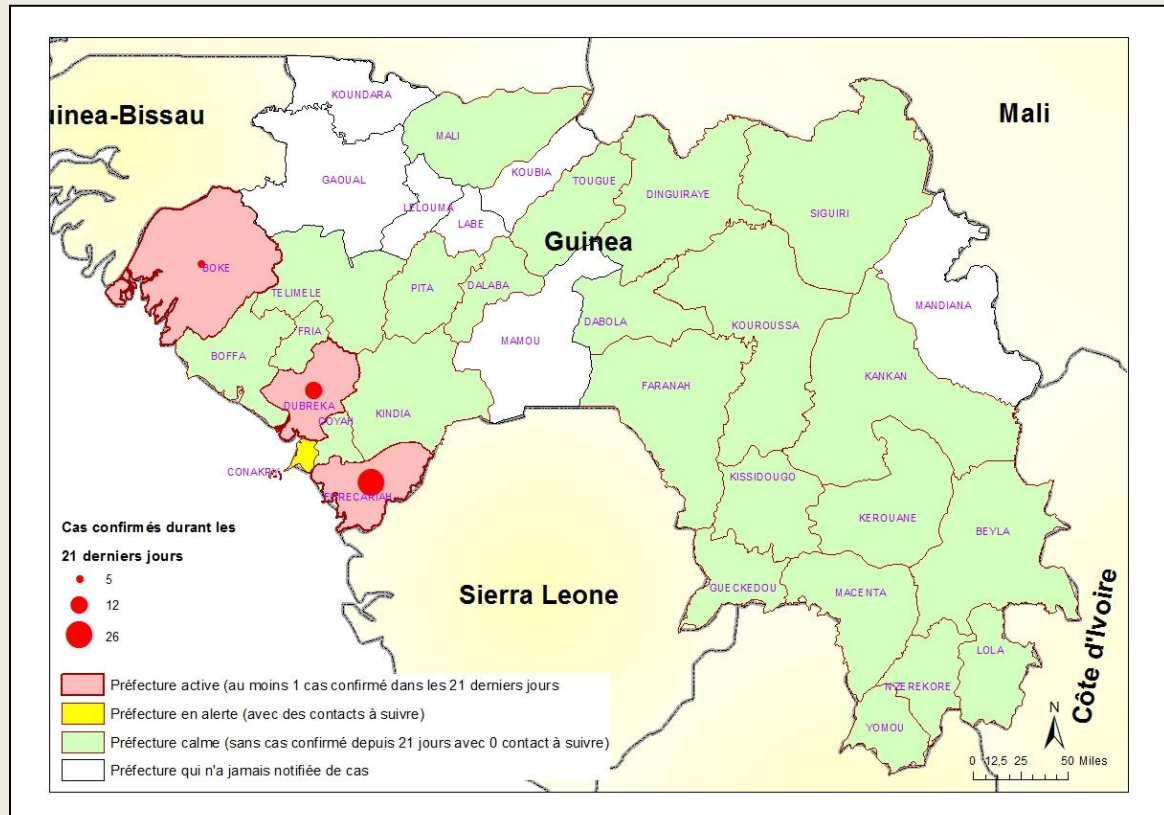 KOUNDARA
uinea-Bissau
Mali
MALI
KOUBIA
GAOUAL
TOUGUE
DINGUIRAYE
LELOUMA
LABE
SIGUIRI
Guinea
BOKE
PITA
DALABA
TELIMELE
MANDIANA
DABOLA
KOUROUSSA
FRIA
MAMOU
BOFFA
KANKAN
FARANAH
DUBREKA
COYAH
KINDIA
CONAKRY
FORECARIAH
KISSIDOUGO
KEROUANE
BEYLA
GUECKEDOU
MACENTA
Sierra Leone
LOLA
Côte d'Ivoire
N'ZEREKORE
YOMOU
Cas confirmés durant les
21 derniers jours
5
12
26
Préfecture active (au moins 1 cas confirmé dans les 21 derniers jours
Préfecture en alerte (avec des contacts à suivre)
Préfecture calme (sans cas confirmé depuis 21 jours avec 0 contact à suivre)
Préfecture qui n'a jamais notifiée de cas
N
0 12,5 25 50 Miles